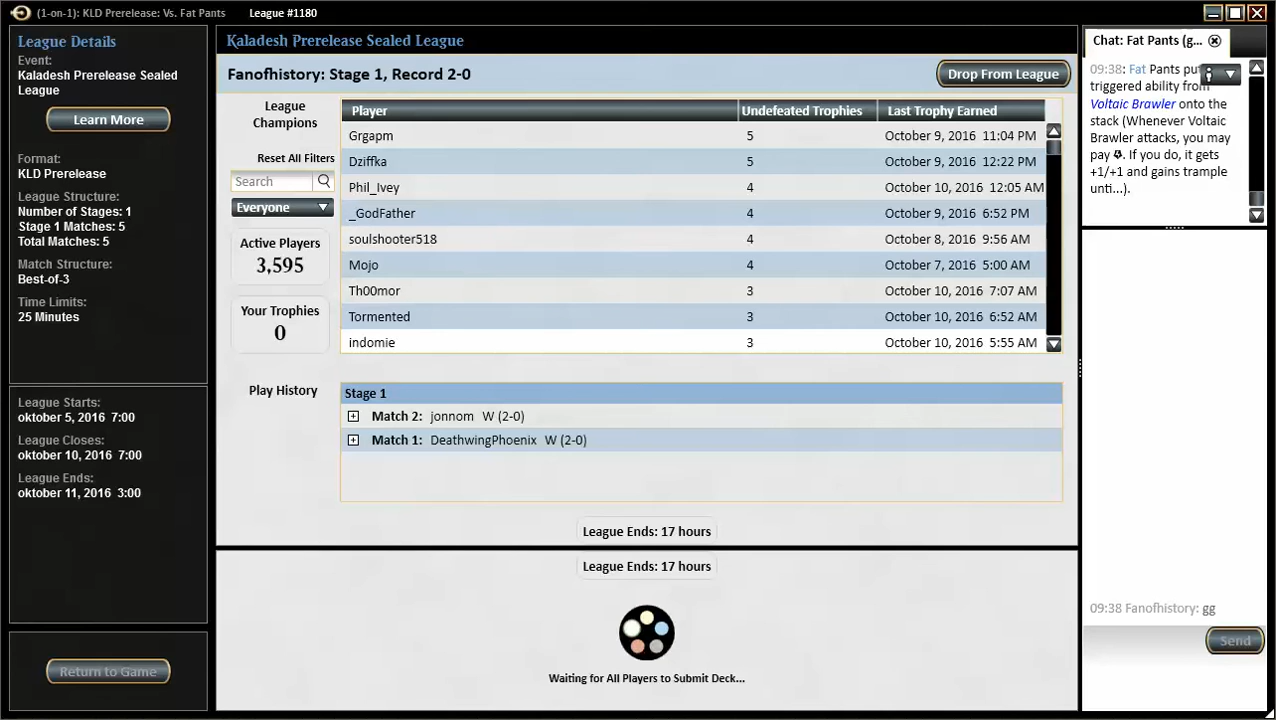 (1-on-1): KLD Prerelease: Vs. Fat Pants League #1180
League Details
Event:
Kaladesh Prerelease Sealed
League
Learn More
Format:
KLD Prerelease
League Structure:
Number of Stages: 1
Stage 1 Matches: 5
Total Matches: 5
Match Structure:
Best-of-3
Time Limits:
25 Minutes
League Starts:
oktober 5, 2016 7:00
League Closes:
oktober 10, 2016 7:00
League Ends:
oktober 11, 2016 3:00
Return to Game
Kaladesh Prerelease Sealed League
Fanofhistory: Stage 1, Record 2-0
Drop From League
League
Champions
Reset All Filters
Search
Everyone
Active Players
3,595
Your Trophies
0
Player Undefeated Trophies Last Trophy Earned
Grgapm 5 October 9, 2016 11:04 PM
Dziffka 5 October 9, 2016 12:22 PM
Phil_Ivey 4 October 10, 2016 12:05 AM
_GodFather 4 October 9, 2016 6:52 PM
soulshooter518 4 October 8, 2016 9:56 AM
Mojo 4 October 7, 2016 5:00 AM
Th00mor 3 October 10, 2016 7:07 AM
Tormented 3 October 10, 2016 6:52 AM
indomie 3 October 10, 2016 5:55 AM
Play History
Stage 1
Match 2: jonnom W (2-0)
Match 1: DeathwingPhoenix W (2-0)
League Ends: 17 hours
League Ends: 17 hours
Waiting for All Players to Submit Deck...
Chat: Fat Pants (g...
09:38: Fat Pants pu
triggered ability from
Voltaic Brawler onto the
stack (Whenever Voltaic
Brawler attacks, you may
pay . If you do, it gets
+1/+1 and gains trample
unti...).
09:38 Fanofhistory: gg
Send